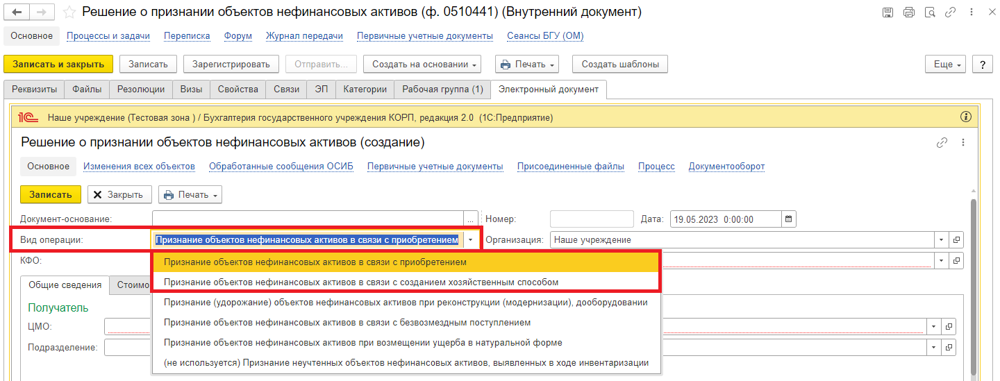 Решение о признании объектов нефинансовых активов (ф. 0510441) (Внутренний документ)
Основное Процессы и задачи Переписка Форум Журнал передачи Первичные учетные документы Сеансы БГУ (ОМ)
Записать и закрыть Записать Зарегистрировать Отправить... Создать на основании Печать Создать шаблоны Еще ?
Реквизиты Файлы Резолюции Визы Свойства Связи ЭП Категории Рабочая группа (1) Электронный документ
1С Наше учреждение (Тестовая зона ) / Бухгалтерия государственного учреждения КОРП, редакция 2.0 (1С:Предприятие)
Решение о признании объектов нефинансовых активов (создание)
Основное Изменения всех объектов Обработанные сообщения ОСИБ Первичные учетные документы Присоединенные файлы Процесс Документооборот
Записать Закрыть Печать
Документ-основание: ... Номер: Дата: 19.05.2023 0:00:00
Вид операции: Признание объектов нефинансовых активов в связи с приобретением Организация: Наше учреждение
КФО: Признание объектов нефинансовых активов в связи с приобретением
Общие сведения Стоимо Признание объектов нефинансовых активов в связи с созданием хозяйственным способом
Получатель Признание (удорожание) объектов нефинансовых активов при реконструкции (модернизации), дооборудовании
ЦМО: Признание объектов нефинансовых активов в связи с безвозмездным поступлением
Подразделение: Признание объектов нефинансовых активов при возмещении ущерба в натуральной форме
(не используется) Признание неучтенных объектов нефинансовых активов, выявленных в ходе инвентаризации